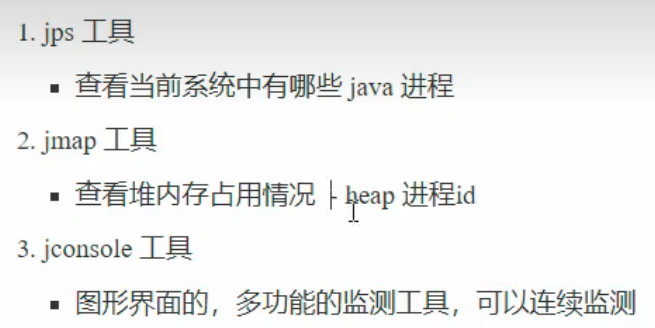 1. jps 工具
▪ 查看当前系统中有哪些 java 进程
2. jmap 工具
▪ 查看堆内存占用情况 - heap 进程id
3. jconsole 工具
▪ 图形界面的，多功能的监测工具，可以连续监测